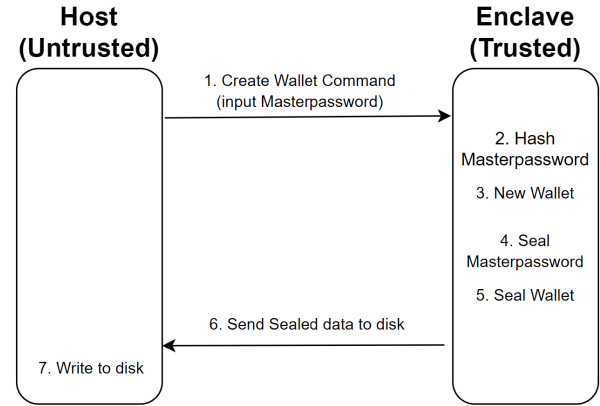 Host
(Untrusted)
Enclave
(Trusted)
1. Create Wallet Command
(input Masterpassword)
2. Hash
Masterpassword
3. New Wallet
4. Seal
Masterpassword
5. Seal Wallet
6. Send Sealed data to disk
7. Write to disk